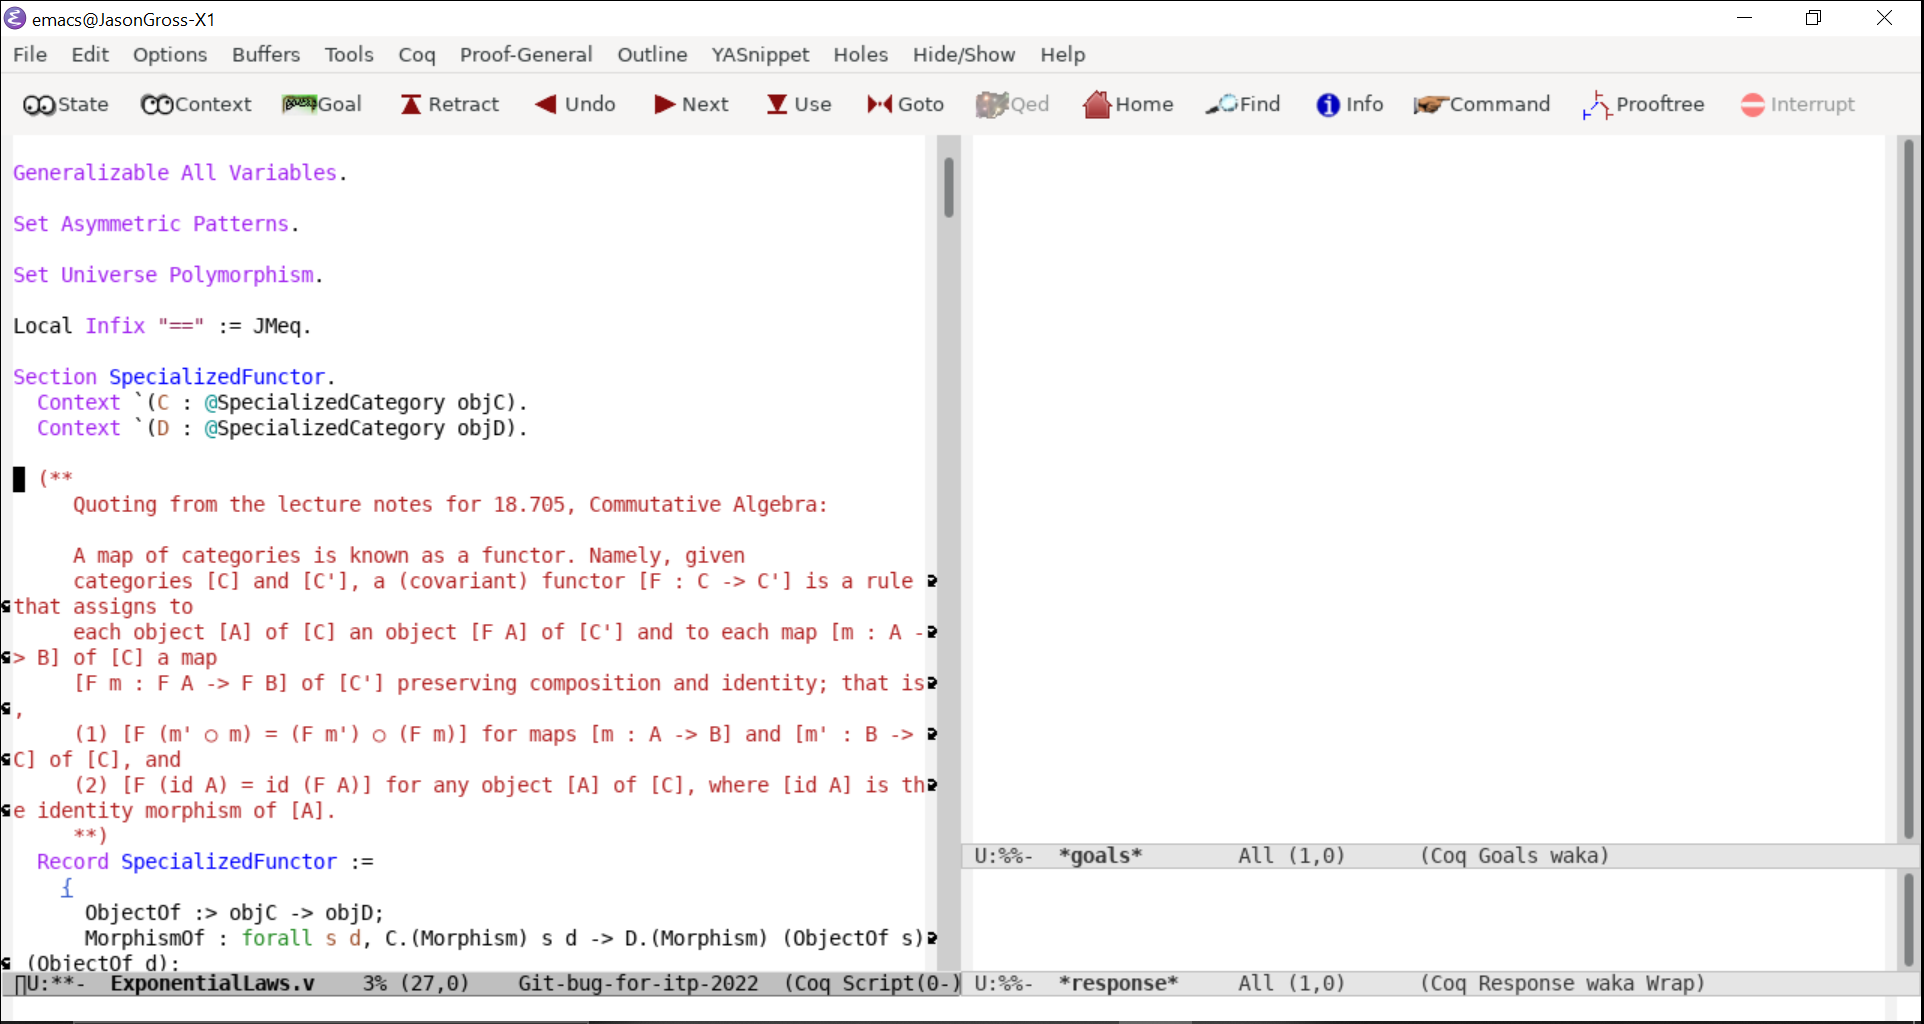 emacs@JasonGross-X1
File Edit Options Buffers Tools Coq Proof-General Outline YASnippet Holes Hide/Show Help
State Context Goal Retract Undo Next Use Goto Qed Home Find Info Command Prooftree Interrupt
Generalizable All Variables.
Set Asymmetric Patterns.
Set Universe Polymorphism.
Local Infix "==" := JMeq.
Section SpecializedFunctor.
  Context `(C : @SpecializedCategory objC).
  Context `(D : @SpecializedCategory objD).
  (**
     Quoting from the lecture notes for 18.705, Commutative Algebra:
     A map of categories is known as a functor. Namely, given
     categories [C] and [C'], a (covariant) functor [F : C -> C'] is a rule
that assigns to
     each object [A] of [C] an object [F A] of [C'] and to each map [m : A -
> B] of [C] a map
     [F m : F A -> F B] of [C'] preserving composition and identity; that is
,
     (1) [F (m' ○ m) = (F m') ○ (F m)] for maps [m : A -> B] and [m' : B ->
C] of [C], and
     (2) [F (id A) = id (F A)] for any object [A] of [C], where [id A] is th
e identity morphism of [A].
     **)
  Record SpecializedFunctor :=
    {
      ObjectOf :> objC -> objD;
      MorphismOf : forall s d, C.(Morphism) s d -> D.(Morphism) (ObjectOf s)
 (ObjectOf d);
U:**-  ExponentialLaws.v    3% (27,0)    Git-bug-for-itp-2022  (Coq Script(0-)
U:%%-  *goals*        All (1,0)      (Coq Goals waka)
U:%%-  *response*     All (1,0)      (Coq Response waka Wrap)